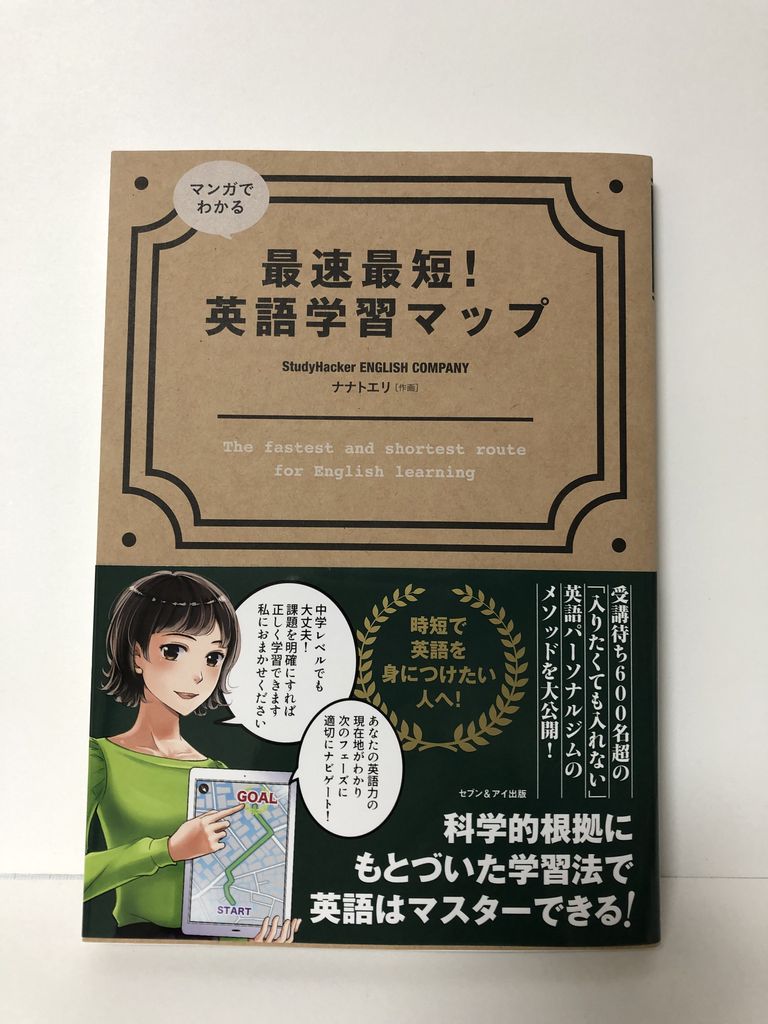 マンガで
わかる
最速最短！
英語学習マップ
StudyHacker ENGLISH COMPANY
ナナトエリ［作画］
The fastest and shortest route
for English learning
受講待ち600名超の
「入りたくても入れない」
英語パーソナルジムの
メソッドを大公開！
時短で
英語を
身につけたい
人へ！
中学レベルでも
大丈夫！
課題を明確にすれば
正しく学習できます
私におまかせください
あなたの英語力の
現在地がわかり
次のフェーズに
適切にナビゲート！
GOAL
START
セブン＆アイ出版
科学的根拠に
もとづいた学習法で
英語はマスターできる！